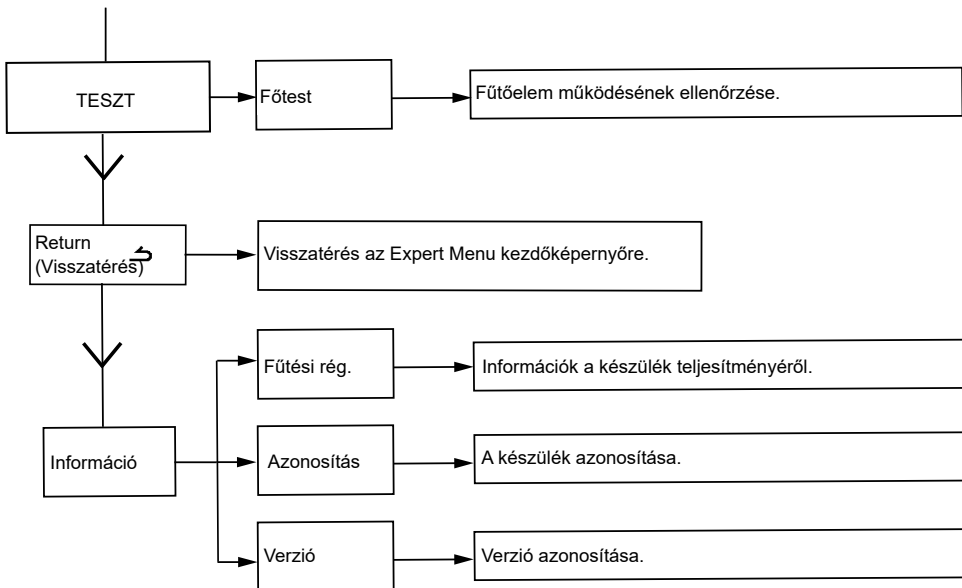 TESZT
Főtest
Fűtőelem működésének ellenőrzése.
Return
(Visszatérés)
Visszatérés az Expert Menu kezdőképernyőre.
Fűtési rég.
Információk a készülék teljesítményéről.
Információ
Azonosítás
A készülék azonosítása.
Verzió
Verzió azonosítása.